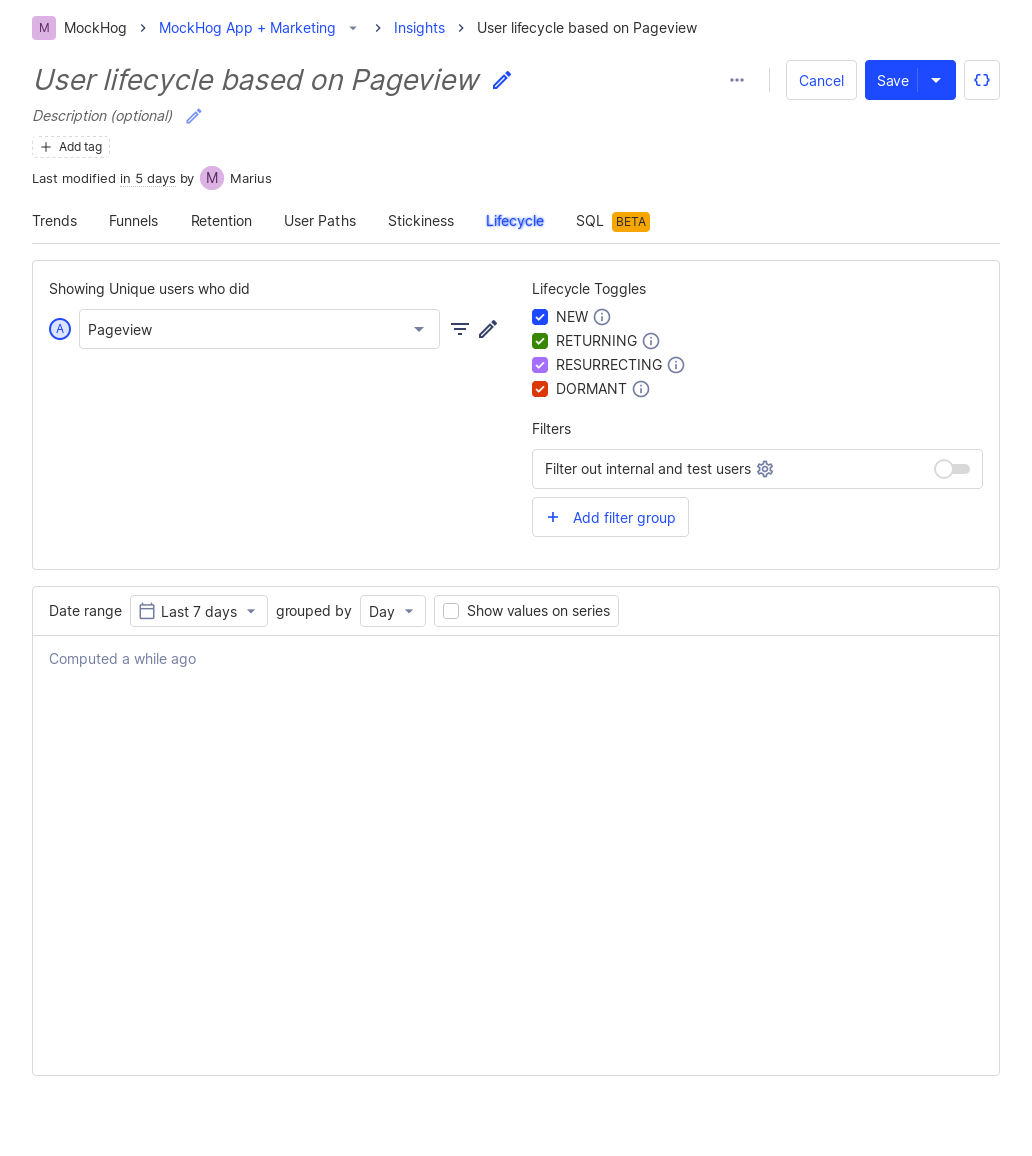 M MockHog MockHog App + Marketing Insights User lifecycle based on Pageview
User lifecycle based on Pageview
Cancel Save
Description (optional)
Add tag
Last modified in 5 days by M Marius
Trends Funnels Retention User Paths Stickiness Lifecycle SQL BETA
Showing Unique users who did
A Pageview
Lifecycle Toggles
NEW
RETURNING
RESURRECTING
DORMANT
Filters
Filter out internal and test users
Add filter group
Date range Last 7 days grouped by Day Show values on series
Computed a while ago